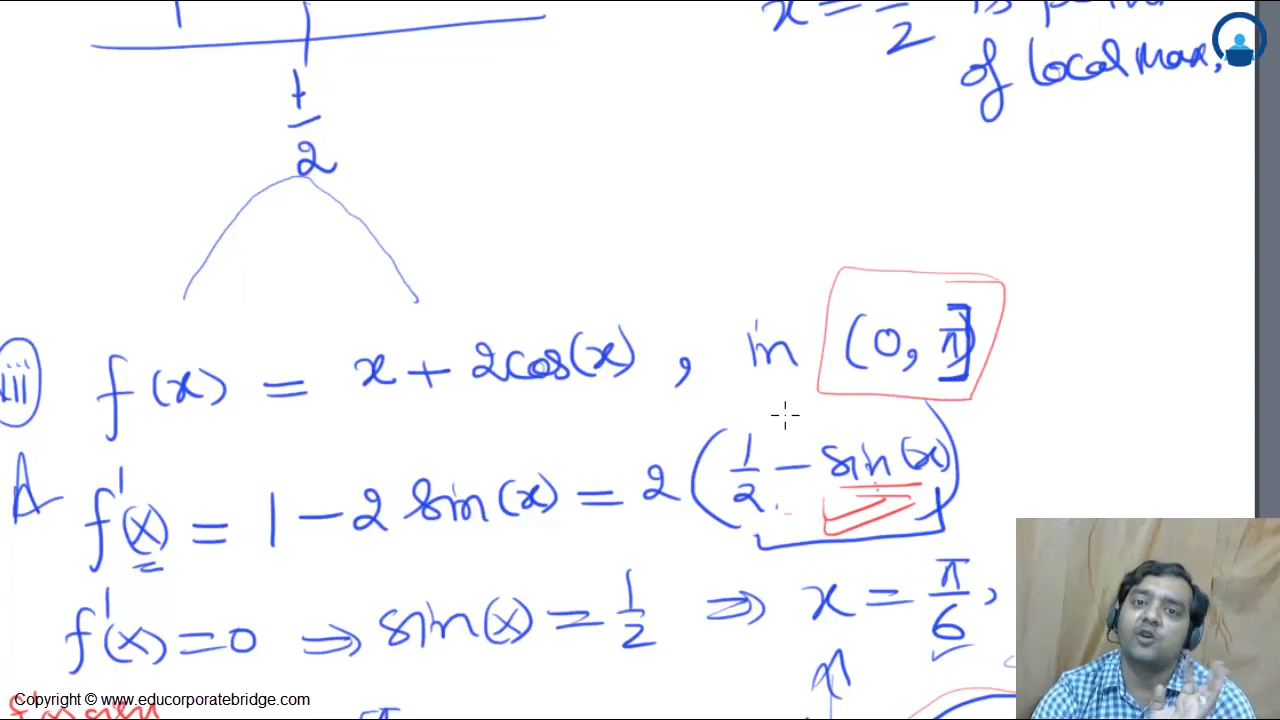 x = /2 is point
of local max,
1/2
iii f(x) = x + 2cos(x), in (0, π]
A f'(x) = 1 - 2 sin(x) = 2 (1/2 - sin(x))
f'(x) = 0 ⇒ sin(x) = 1/2 ⇒ x = π/6,
Copyright © www.educorporatebridge.com